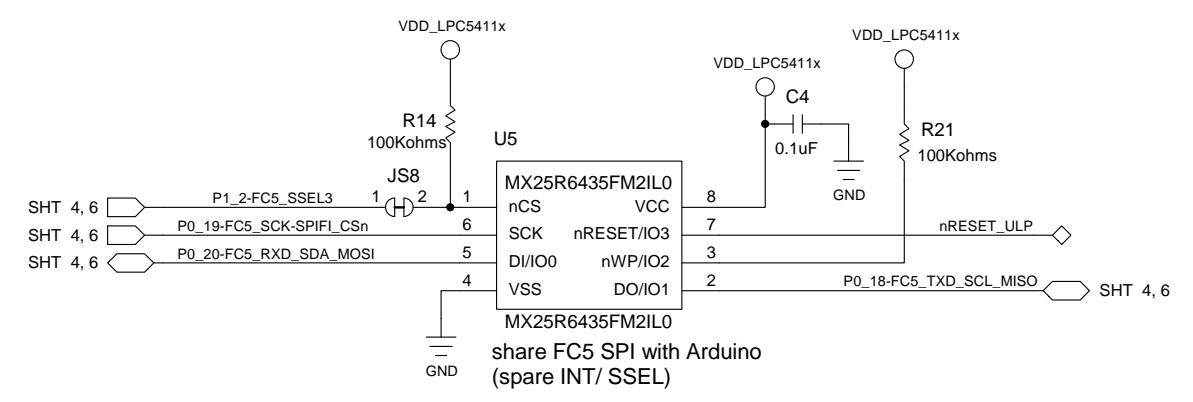 VDD_LPC5411x
VDD_LPC5411x
VDD_LPC5411x
C4
R14
100Kohms
U5
0.1uF
R21
100Kohms
GND
JS8
MX25R6435FM2IL0
SHT 4, 6
P1_2-FC5_SSEL3
1
2
1
nCS
VCC
8
SHT 4, 6
P0_19-FC5_SCK-SPIFI_CSn
6
SCK
nRESET/IO3
7
nRESET_ULP
SHT 4, 6
P0_20-FC5_RXD_SDA_MOSI
5
DI/IO0
nWP/IO2
3
4
VSS
DO/IO1
2
P0_18-FC5_TXD_SCL_MISO
SHT 4, 6
MX25R6435FM2IL0
GND
share FC5 SPI with Arduino
(spare INT/ SSEL)